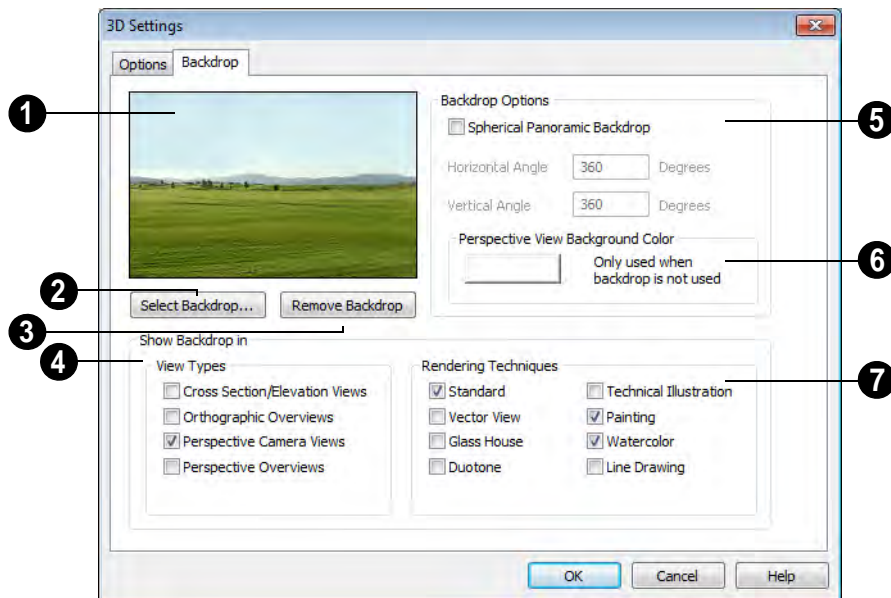 3D Settings
Options
Backdrop
1
Backdrop Options
Spherical Panoramic Backdrop
5
Horizontal Angle 360 Degrees
Vertical Angle 360 Degrees
Perspective View Background Color
Only used when
backdrop is not used
6
2
Select Backdrop...
Remove Backdrop
3
Show Backdrop in
4
View Types
Cross Section/Elevation Views
Orthographic Overviews
Perspective Camera Views
Perspective Overviews
Rendering Techniques
7
Standard
Technical Illustration
Vector View
Painting
Glass House
Watercolor
Duotone
Line Drawing
OK
Cancel
Help